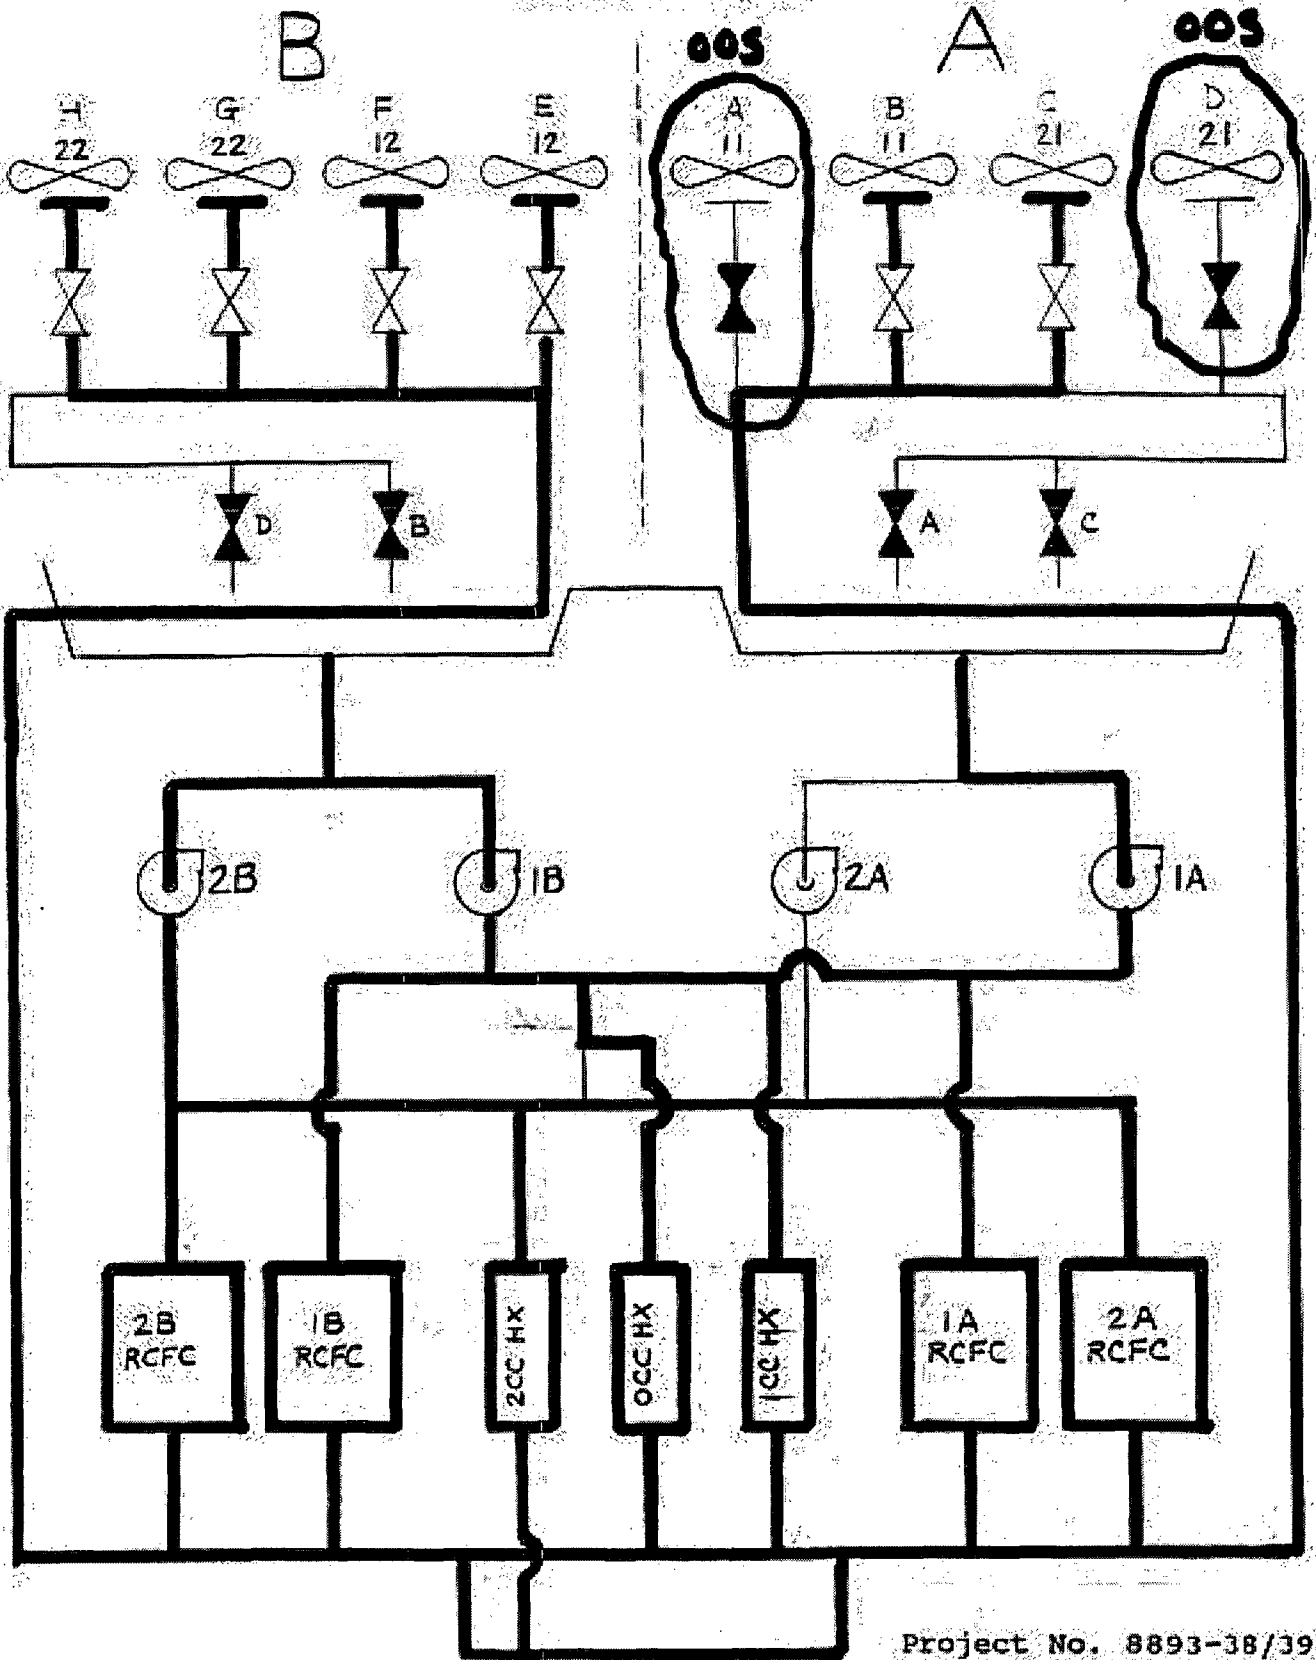 B
OOS
A
OOS
H
G
F
E
A
B
C
D
22
22
12
12
11
11
21
21
D
B
A
C
2B
1B
2A
1A
2B
RCFC
1B
RCFC
2CC HX
0CC HX
1CC HX
1A
RCFC
2A
RCFC
Project No. 8893-38/39